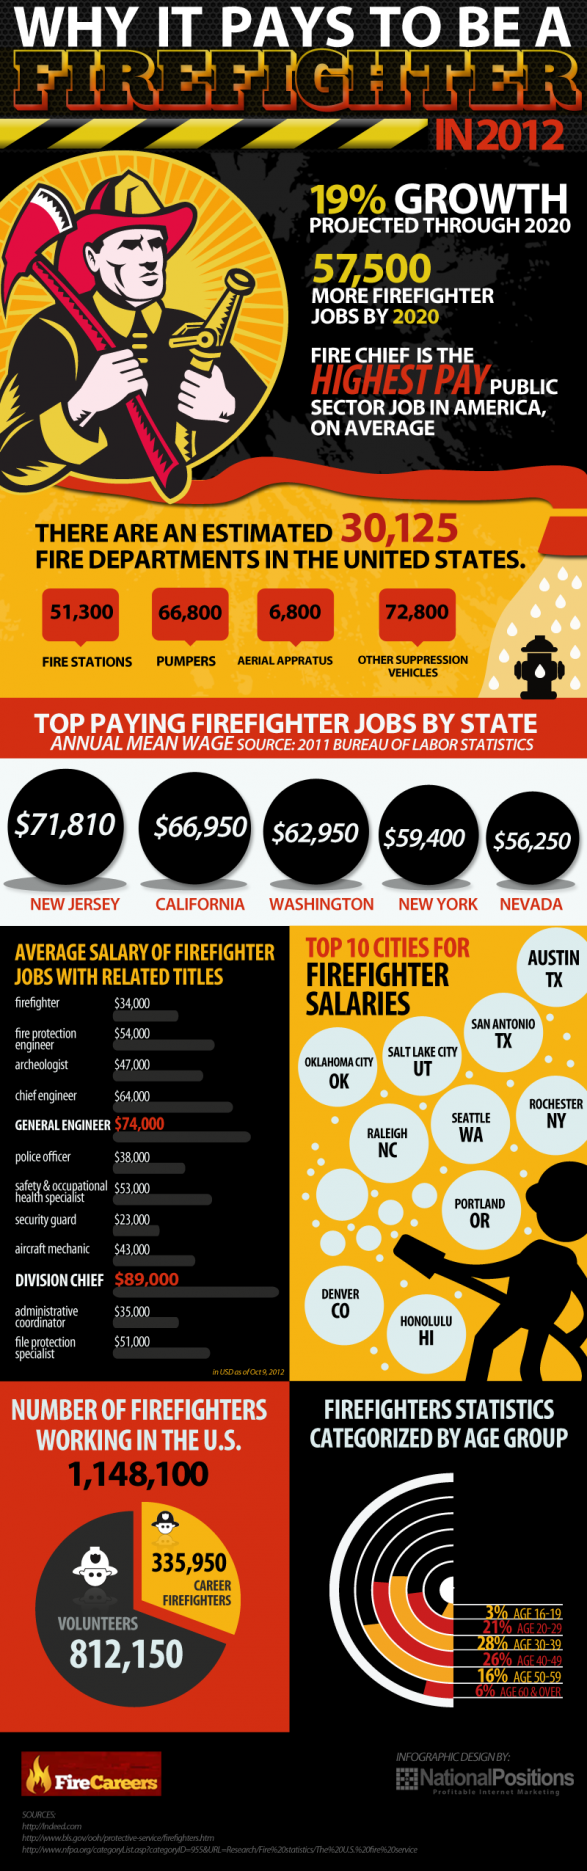 WHY IT PAYS TO BE A
FIREFIGHTER
IN 2012
19% GROWTH
PROJECTED THROUGH 2020
57,500
MORE FIREFIGHTER
JOBS BY 2020
FIRE CHIEF IS THE
HIGHEST PAY PUBLIC
SECTOR JOB IN AMERICA,
ON AVERAGE
THERE ARE AN ESTIMATED 30,125
FIRE DEPARTMENTS IN THE UNITED STATES.
51,300
FIRE STATIONS
66,800
PUMPERS
6,800
AERIAL APPRATUS
72,800
OTHER SUPPRESSION
VEHICLES
TOP PAYING FIREFIGHTER JOBS BY STATE
ANNUAL MEAN WAGE SOURCE: 2011 BUREAU OF LABOR STATISTICS
$71,810
NEW JERSEY
$66,950
CALIFORNIA
$62,950
WASHINGTON
$59,400
NEW YORK
$56,250
NEVADA
AVERAGE SALARY OF FIREFIGHTER
JOBS WITH RELATED TITLES
firefighter $34,000
fire protection
engineer $54,000
archeologist $47,000
chief engineer $64,000
GENERAL ENGINEER $74,000
police officer $38,000
safety & occupational
health specialist $53,000
security guard $23,000
aircraft mechanic $43,000
DIVISION CHIEF $89,000
administrative
coordinator $35,000
file protection
specialist $51,000
in USD as of Oct 9, 2012
TOP 10 CITIES FOR
FIREFIGHTER
SALARIES
AUSTIN
TX
SAN ANTONIO
TX
SALT LAKE CITY
UT
OKLAHOMA CITY
OK
ROCHESTER
NY
SEATTLE
WA
RALEIGH
NC
PORTLAND
OR
DENVER
CO
HONOLULU
HI
NUMBER OF FIREFIGHTERS
WORKING IN THE U.S.
1,148,100
335,950
CAREER
FIREFIGHTERS
VOLUNTEERS
812,150
FIREFIGHTERS STATISTICS
CATEGORIZED BY AGE GROUP
3% AGE 16-19
21% AGE 20-29
28% AGE 30-39
26% AGE 40-49
16% AGE 50-59
6% AGE 60 & OVER
FireCareers
INFOGRAPHIC DESIGN BY:
NationalPositions
Profitable Internet Marketing
SOURCES:
http://Indeed.com
http://www.bls.gov/ooh/protective-service/firefighters.htm
http://www.nfpa.org/categoryList.asp?categoryID=955&URL=Research/Fire%20statistics/The%20U.S.%20fire%20service